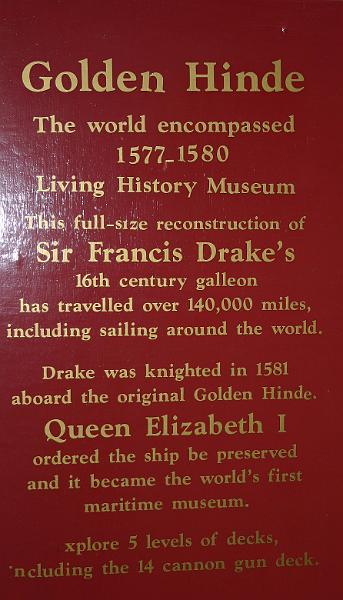 Golden Hinde
The world encompassed
1577-1580
Living History Museum
This full-size reconstruction of
Sir Francis Drake's
16th century galleon
has travelled over 140,000 miles,
including sailing around the world.
Drake was knighted in 1581
aboard the original Golden Hinde.
Queen Elizabeth I
ordered the ship be preserved
and it became the world's first
maritime museum.
xplore 5 levels of decks,
ncluding the 14 cannon gun deck.